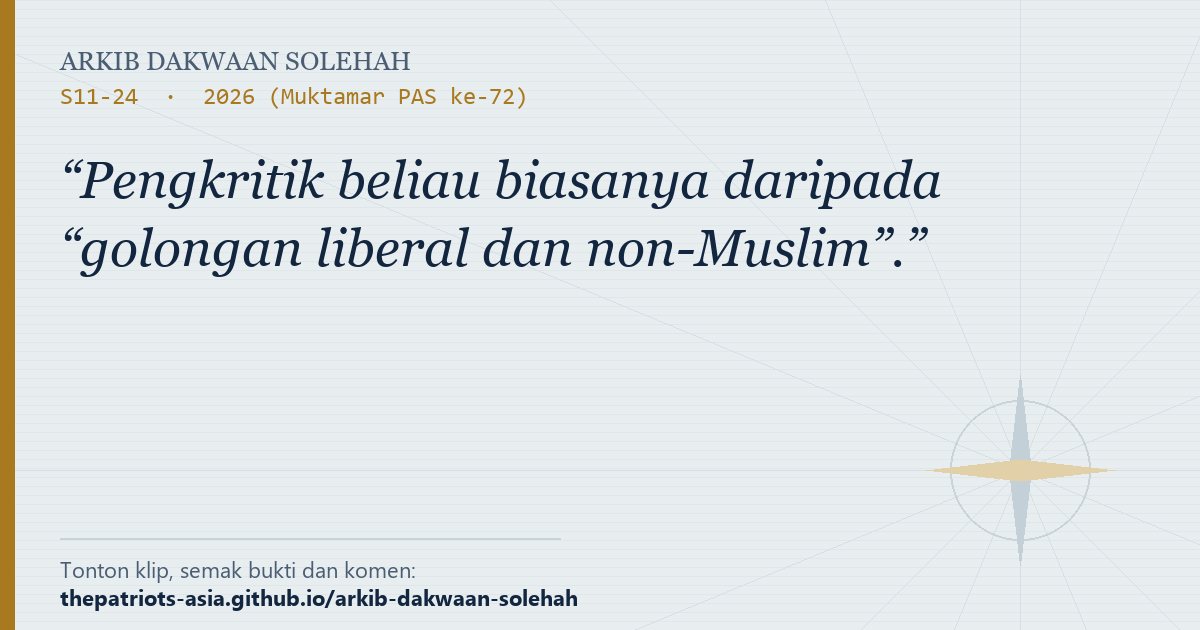 ARKIB DAKWAAN SOLEHAH
S11-24 · 2026 (Muktamar PAS ke-72)
“Pengkritik beliau biasanya daripada
“golongan liberal dan non-Muslim”.”
Tonton klip, semak bukti dan komen:
thepatriots-asia.github.io/arkib-dakwaan-solehah